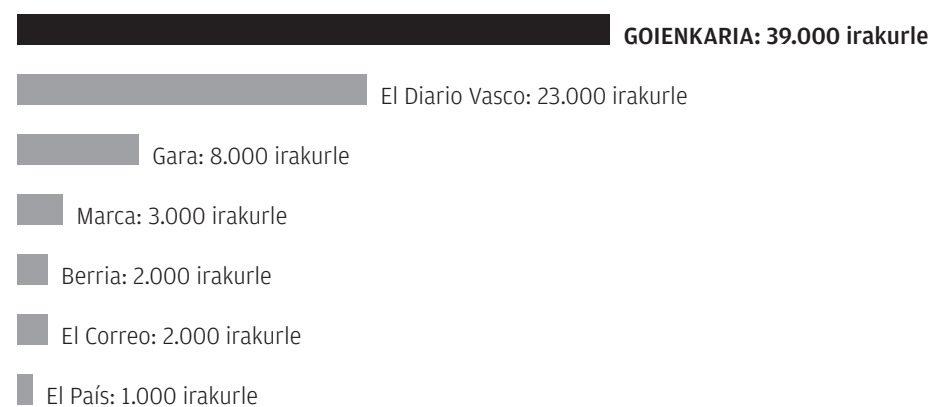 GOIENKARIA: 39.000 irakurle
El Diario Vasco: 23.000 irakurle
Gara: 8.000 irakurle
Marca: 3.000 irakurle
Berria: 2.000 irakurle
El Correo: 2.000 irakurle
El País: 1.000 irakurle